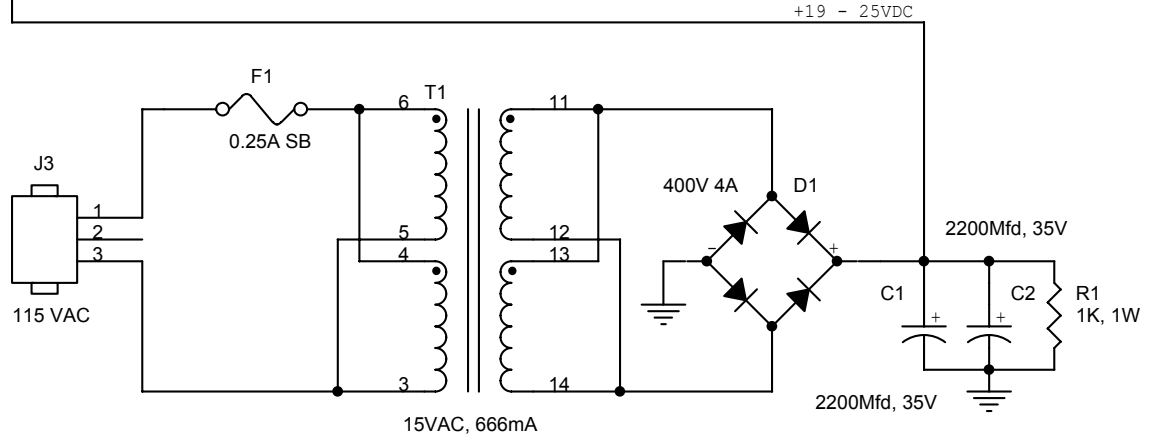 +19 - 25VDC
F1
0.25A SB
J3
1
2
3
115 VAC
T1
6
5
4
3
11
12
13
14
15VAC, 666mA
400V 4A
D1
-
+
2200Mfd, 35V
C1
+
C2
+
R1
1K, 1W
2200Mfd, 35V